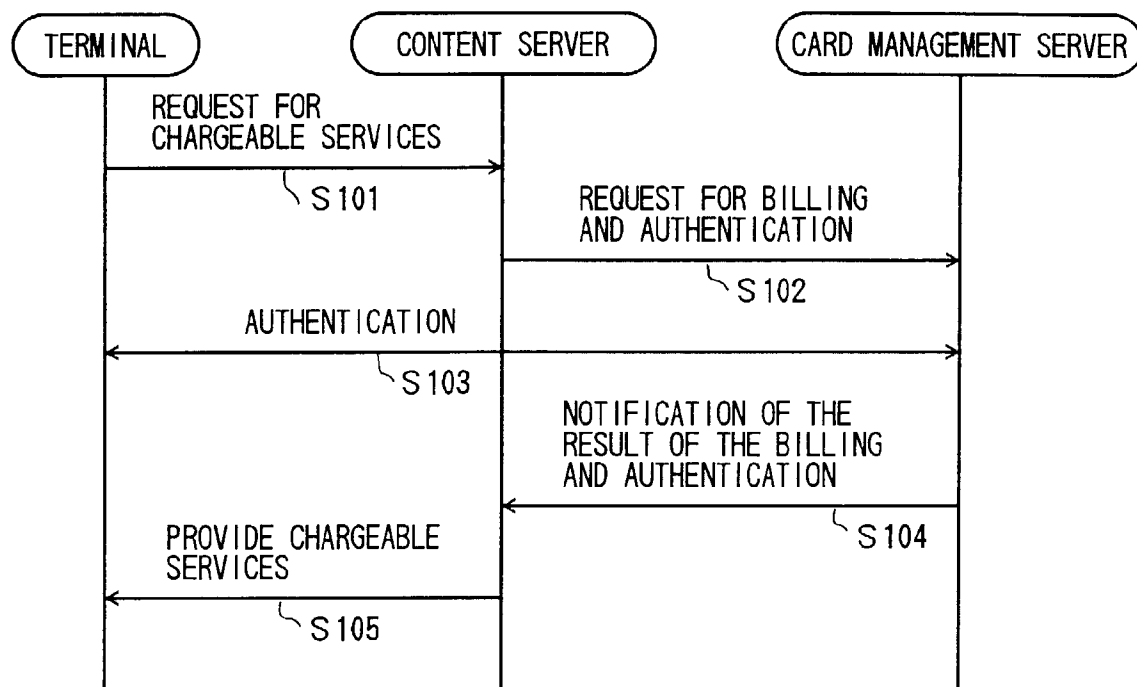 TERMINAL
CONTENT SERVER
CARD MANAGEMENT SERVER
REQUEST FOR
CHARGEABLE SERVICES
S101
REQUEST FOR BILLING
AND AUTHENTICATION
S102
AUTHENTICATION
S103
NOTIFICATION OF THE
RESULT OF THE BILLING
AND AUTHENTICATION
S104
PROVIDE CHARGEABLE
SERVICES
S105